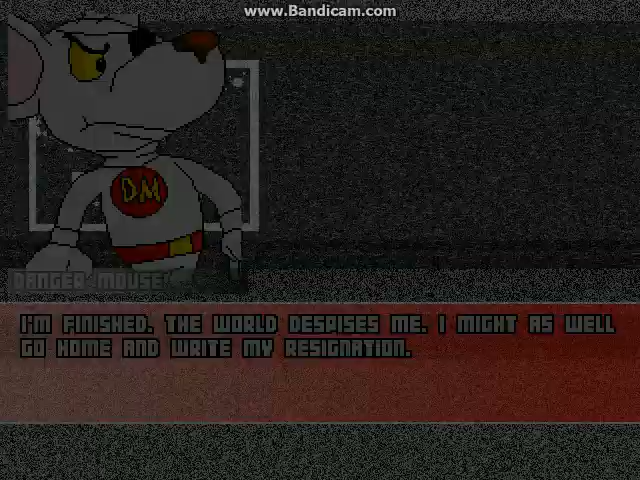 www.Bandicam.com
DM
DANGER MOUSE
I'M FINISHED. THE WORLD DESPISES ME. I MIGHT AS WELL
GO HOME AND WRITE MY RESIGNATION.